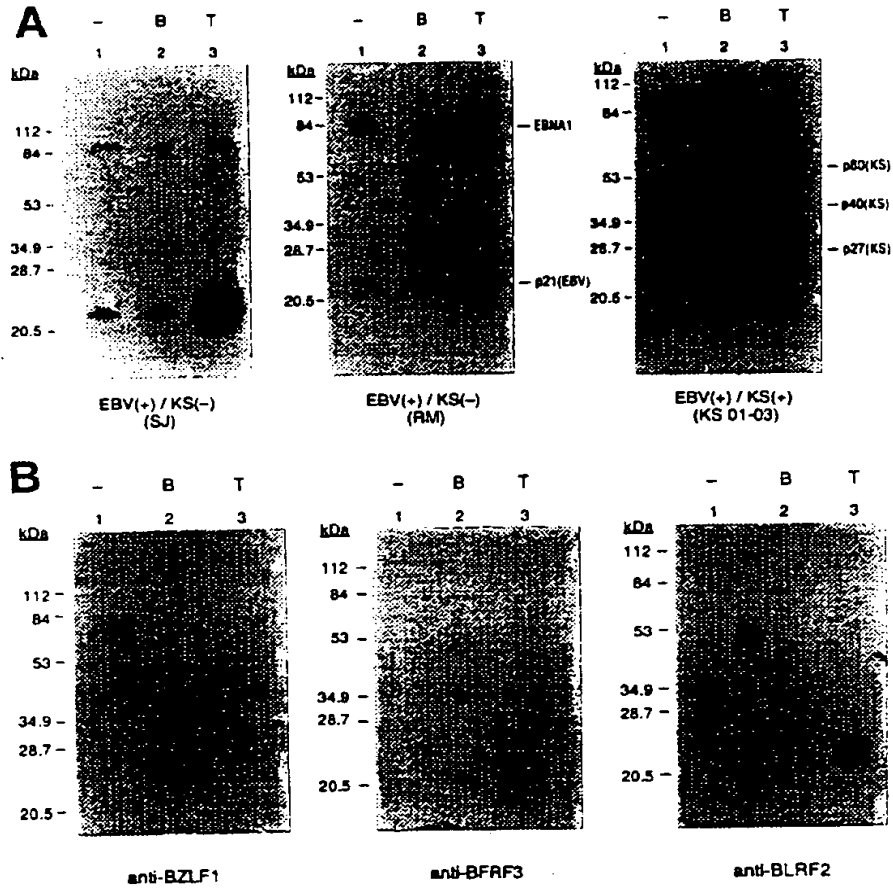 A
– B T
1 2 3
kDa
112
84
53
34.9
28.7
20.5
EBV(+) / KS(–)
(SJ)
– B T
1 2 3
kDa
112
84
53
34.9
28.7
20.5
EBNA1
p21(EBV)
EBV(+) / KS(–)
(RM)
– B T
1 2 3
kDa
112
84
53
34.9
28.7
20.5
p60(KS)
p40(KS)
p27(KS)
EBV(+) / KS(+)
(KS 01-03)
B
– B T
1 2 3
kDa
112
84
53
34.9
28.7
20.5
anti-BZLF1
– B T
1 2 3
kDa
112
84
53
34.9
28.7
20.5
anti-BFRF3
– B T
1 2 3
kDa
112
84
53
34.9
28.7
20.5
anti-BLRF2